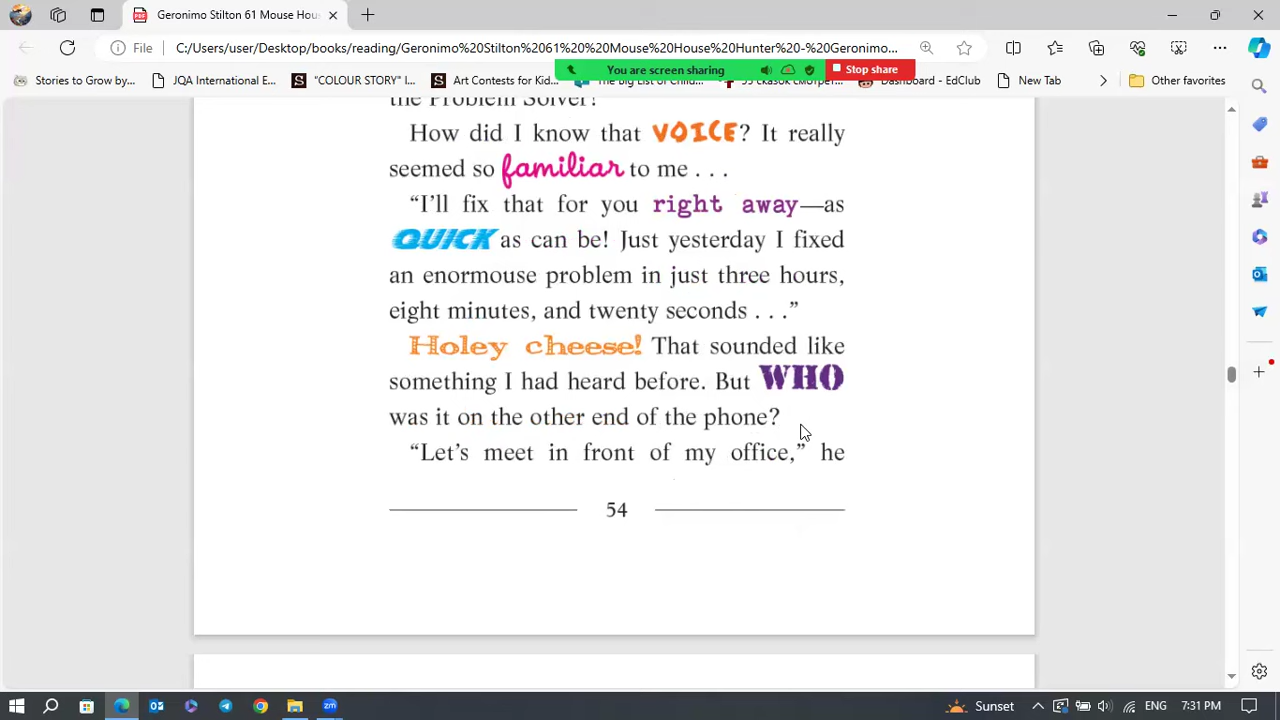 Geronimo Stilton 61 Mouse Hou
File
C:/Users/user/Desktop/books/reading/Geronimo%20Stilton%2061%20%20Mouse%20House%20Hunter%20-%20Geronimo...
You are screen sharing
Stop share
Stories to Grow by...
JQA International E...
"COLOUR STORY" I...
Art Contests for Kid...
The Big List of Child...
Dashboard - EdClub
New Tab
Other favorites
the Problem Solver!
How did I know that VOICE? It really
seemed so familiar to me . . .
“I’ll fix that for you right away—as
QUICK as can be! Just yesterday I fixed
an enormouse problem in just three hours,
eight minutes, and twenty seconds . . .”
Holey cheese! That sounded like
something I had heard before. But WHO
was it on the other end of the phone?
“Let’s meet in front of my office,” he
54
Sunset
ENG
7:31 PM